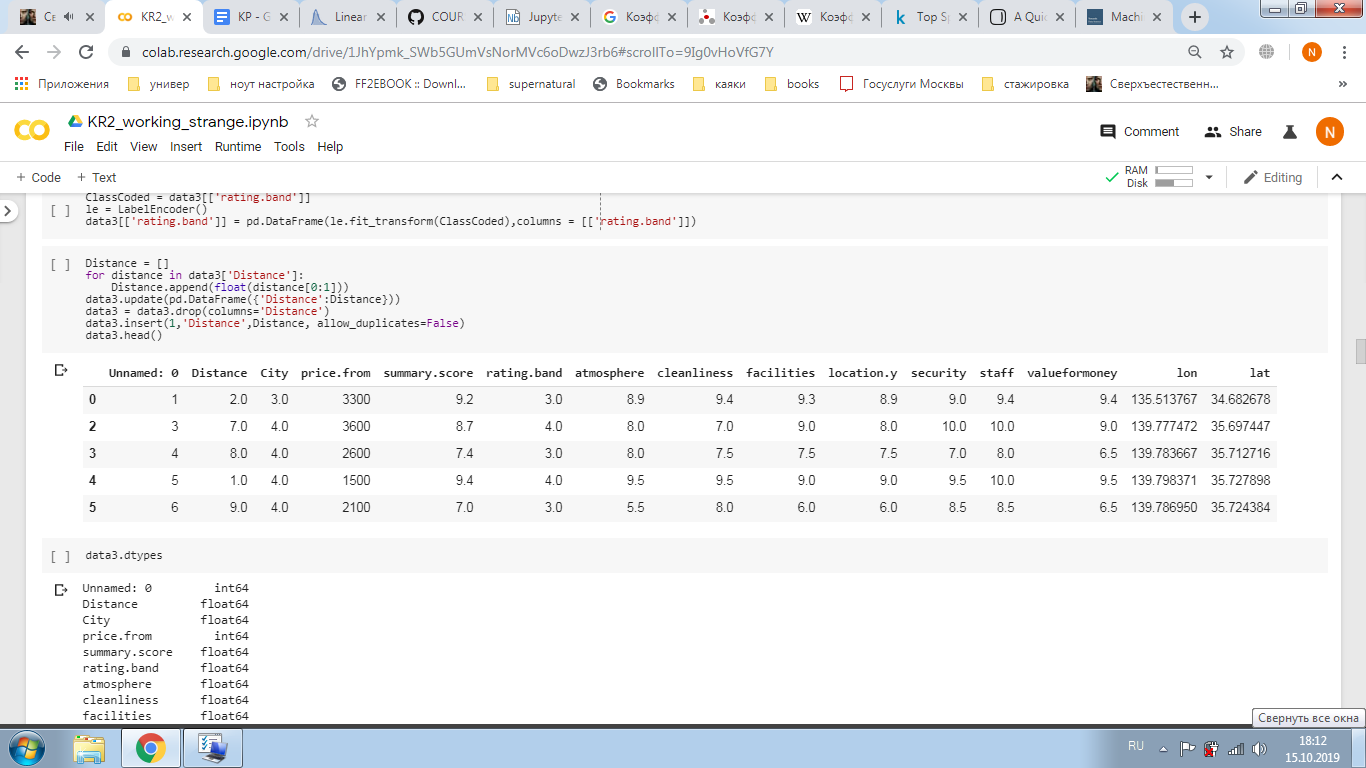 Св
KR2_w
KP - G
Linear
COUR
Jupyte
Коэфф
Коэфф
Коэфф
Top Sp
A Quic
Machi
colab.research.google.com/drive/1JhYpmk_SWb5GUmVsNorMVc6oDwzJ3rb6#scrollTo=9Ig0vHoVfG7Y
N
Приложения
универ
ноут настройка
FF2EBOOK :: Downl...
supernatural
Bookmarks
каяки
books
Госуслуги Москвы
стажировка
Сверхъестественн...
»
KR2_working_strange.ipynb
Comment
Share
N
File Edit View Insert Runtime Tools Help
+ Code + Text
RAM
Disk
Editing
ClassCoded = data3[['rating.band']]
[ ] le = LabelEncoder()
data3[['rating.band']] = pd.DataFrame(le.fit_transform(ClassCoded),columns = [['rating.band']])
[ ] Distance = []
for distance in data3['Distance']:
Distance.append(float(distance[0:1]))
data3.update(pd.DataFrame({'Distance':Distance}))
data3 = data3.drop(columns='Distance')
data3.insert(1,'Distance',Distance, allow_duplicates=False)
data3.head()
Unnamed: 0 Distance City price.from summary.score rating.band atmosphere cleanliness facilities location.y security staff valueformoney lon lat
0 1 2.0 3.0 3300 9.2 3.0 8.9 9.4 9.3 8.9 9.0 9.4 9.4 135.513767 34.682678
2 3 7.0 4.0 3600 8.7 4.0 8.0 7.0 9.0 8.0 10.0 10.0 9.0 139.777472 35.697447
3 4 8.0 4.0 2600 7.4 3.0 8.0 7.5 7.5 7.5 7.0 8.0 6.5 139.783667 35.712716
4 5 1.0 4.0 1500 9.4 4.0 9.5 9.5 9.0 9.0 9.5 10.0 9.5 139.798371 35.727898
5 6 9.0 4.0 2100 7.0 3.0 5.5 8.0 6.0 6.0 8.5 8.5 6.5 139.786950 35.724384
[ ] data3.dtypes
Unnamed: 0 int64
Distance float64
City float64
price.from int64
summary.score float64
rating.band float64
atmosphere float64
cleanliness float64
facilities float64
Свернуть все окна
RU
18:12
15.10.2019